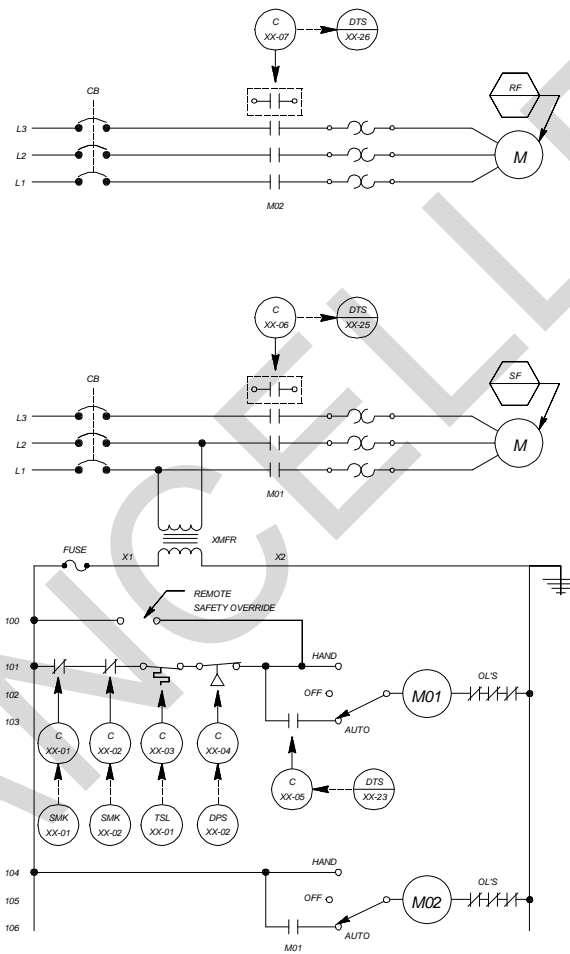 C
XX-07
DTS
XX-26
CB
RF
L3
L2
L1
M
M02
C
XX-06
DTS
XX-25
CB
SF
L3
L2
L1
M
M01
XMFR
FUSE
X1
X2
REMOTE
SAFETY OVERRIDE
100
101
HAND
OL'S
102
OFF
M01
103
AUTO
C
XX-01
C
XX-02
C
XX-03
C
XX-04
C
XX-05
DTS
XX-23
SMK
XX-01
SMK
XX-02
TSL
XX-01
DPS
XX-02
104
HAND
OL'S
105
OFF
M02
106
AUTO
M01
NCELL